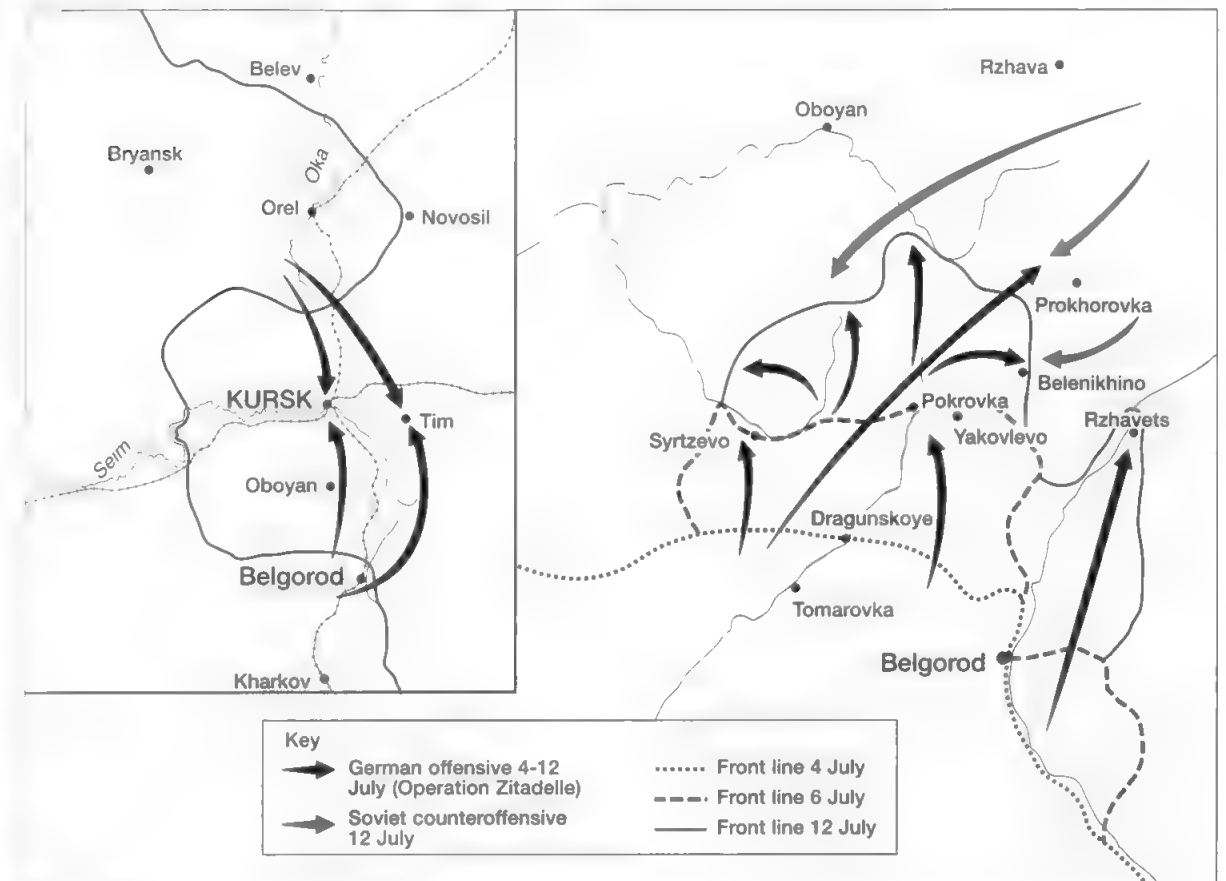 Belev
Bryansk
Oka
Orel
Novosil
KURSK
Tim
Seim
Oboyan
Belgorod
Kharkov
Rzhava
Oboyan
Prokhorovka
Belenikhino
Pokrovka
Rzhavets
Syrtzevo
Yakovlevo
Dragunskoye
Tomarovka
Belgorod
Key
German offensive 4-12
July (Operation Zitadelle)
Soviet counteroffensive
12 July
Front line 4 July
Front line 6 July
Front line 12 July